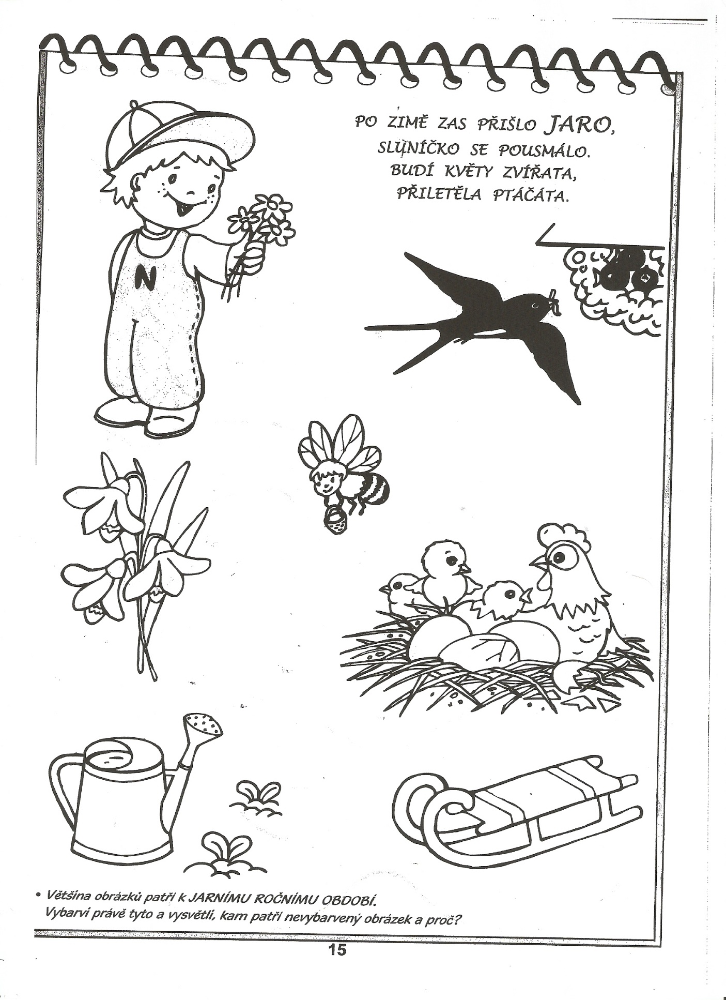 PO ZIMĚ ZAS PŘIŠLO JARO,
SLUNÍČKO SE POUSMÁLO.
BUDÍ KVĚTY ZVÍŘATA,
PŘILETĚLA PTÁČATA.
N
• Většina obrázků patří k JARNÍMU ROČNÍMU OBDOBÍ.
Vybarvi právě tyto a vysvětli, kam patří nevybarvený obrázek a proč?
15